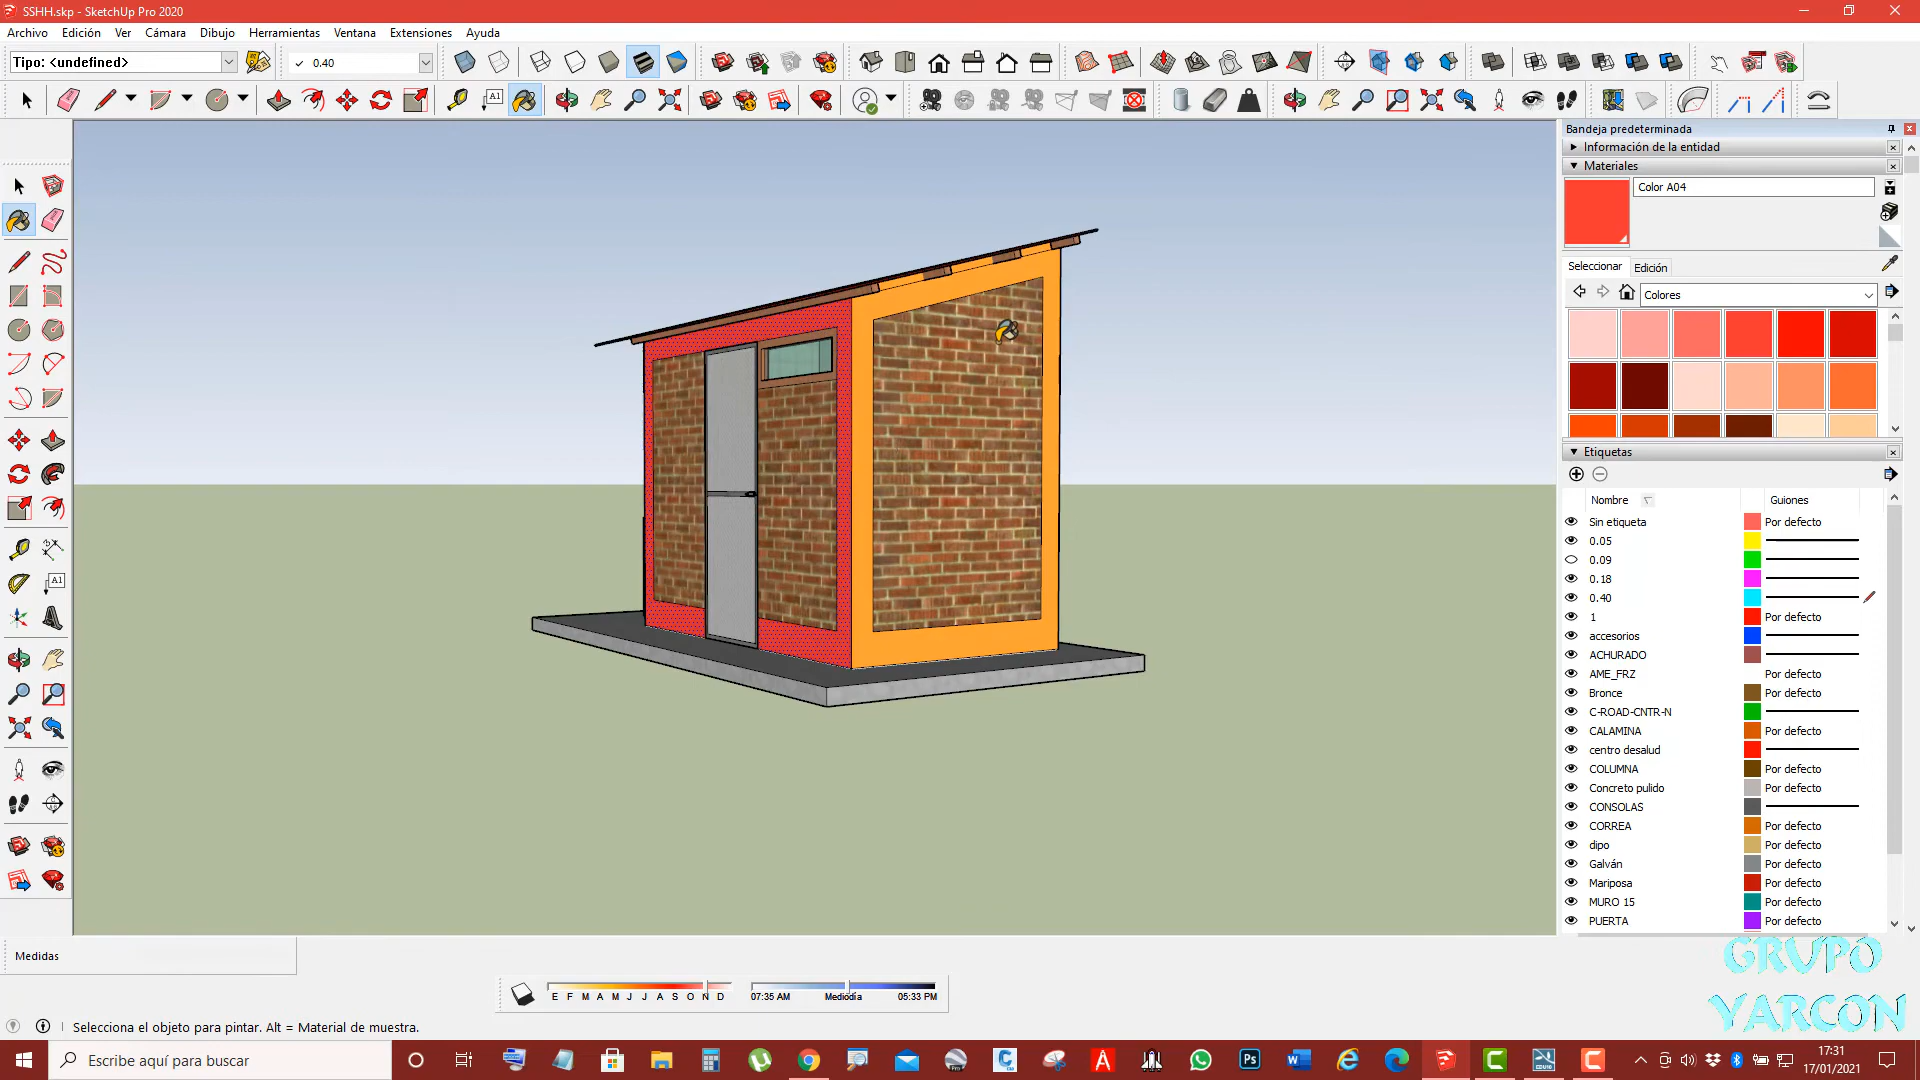 SSHH.skp - SketchUp Pro 2020
Archivo Edición Ver Cámara Dibujo Herramientas Ventana Extensiones Ayuda
Tipo: <undefined>
0.40
Bandeja predeterminada
Información de la entidad
Materiales
Color A04
Seleccionar Edición
Colores
Etiquetas
Nombre Guiones
Sin etiqueta Por defecto
0.05
0.09
0.18
0.40
1 Por defecto
accesorios
ACHURADO
AME_FRZ Por defecto
Bronce Por defecto
C-ROAD-CNTR-N
CALAMINA Por defecto
centro desalud
COLUMNA Por defecto
Concreto pulido Por defecto
CONSOLAS
CORREA Por defecto
dipo Por defecto
Galván Por defecto
Mariposa Por defecto
MURO 15 Por defecto
PUERTA Por defecto
Medidas
E F M A M J J A S O N D
07:35 AM Mediodía 05:33 PM
GRUPO
YARCON
Selecciona el objeto para pintar. Alt = Material de muestra.
Escribe aquí para buscar
17:31
17/01/2021